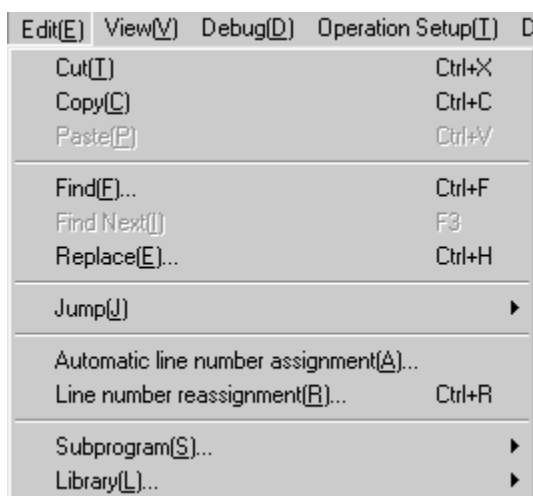 Edit(E) View(V) Debug(D) Operation Setup(T) D
Cut(T) Ctrl+X
Copy(C) Ctrl+C
Paste(P) Ctrl+V
Find(F)... Ctrl+F
Find Next(I) F3
Replace(E)... Ctrl+H
Jump(J)
Automatic line number assignment(A)...
Line number reassignment(R)... Ctrl+R
Subprogram(S)...
Library(L)...